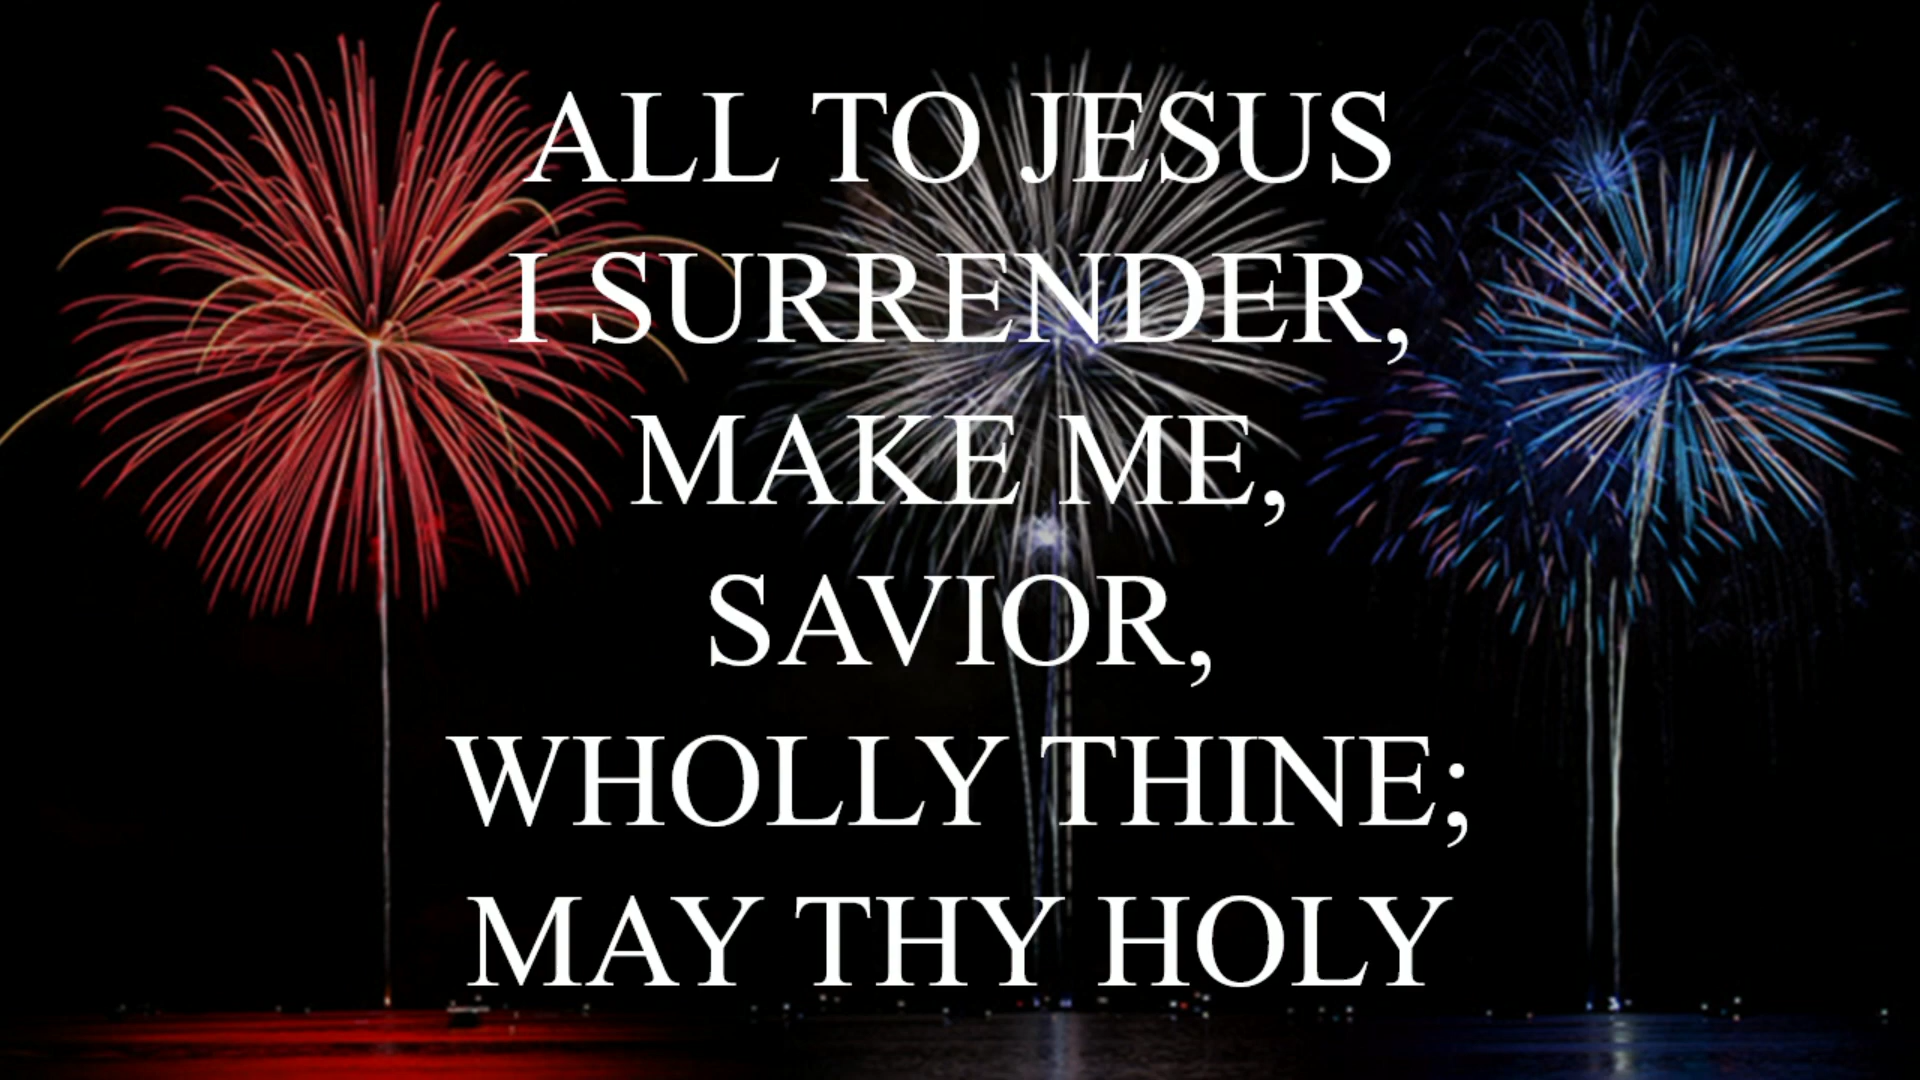 ALL TO JESUS
I SURRENDER,
MAKE ME,
SAVIOR,
WHOLLY THINE;
MAY THY HOLY